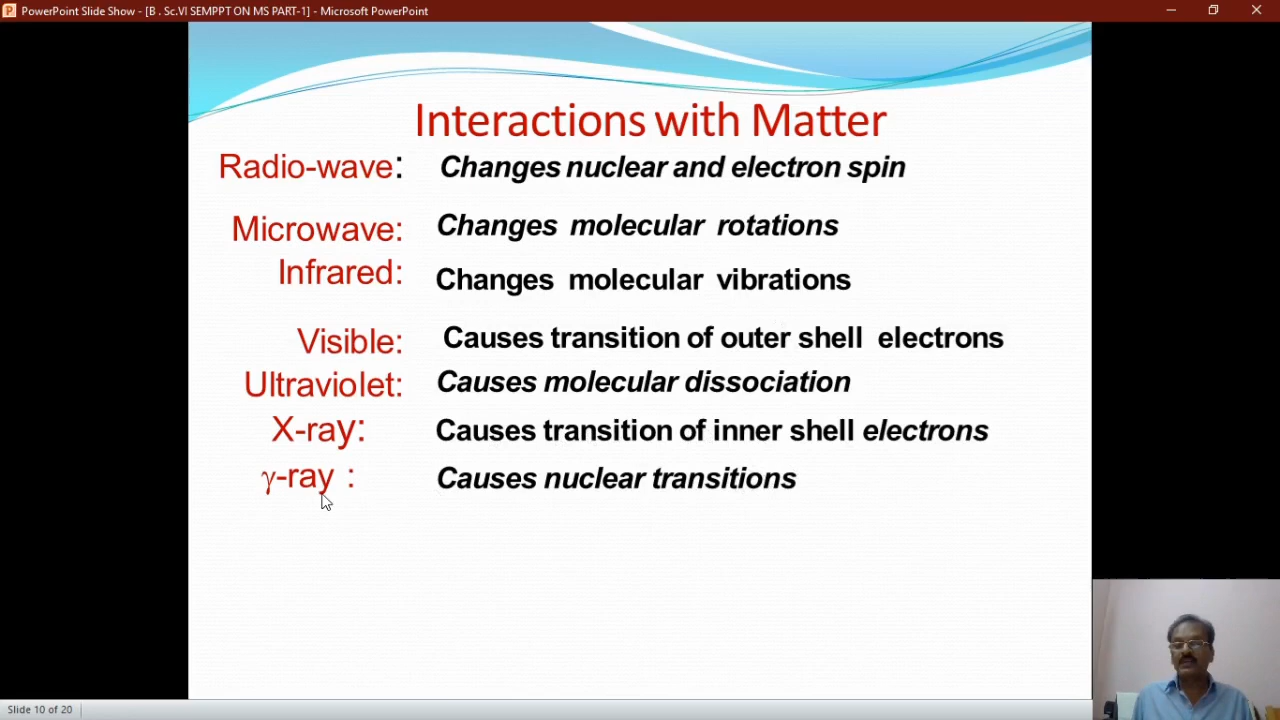 PowerPoint Slide Show - [B . Sc.VI SEMPPT ON MS PART-1] - Microsoft PowerPoint
Interactions with Matter
Radio-wave: Changes nuclear and electron spin
Microwave: Changes molecular rotations
Infrared: Changes molecular vibrations
Visible: Causes transition of outer shell electrons
Ultraviolet: Causes molecular dissociation
X-ray: Causes transition of inner shell electrons
γ-ray : Causes nuclear transitions
Slide 10 of 20